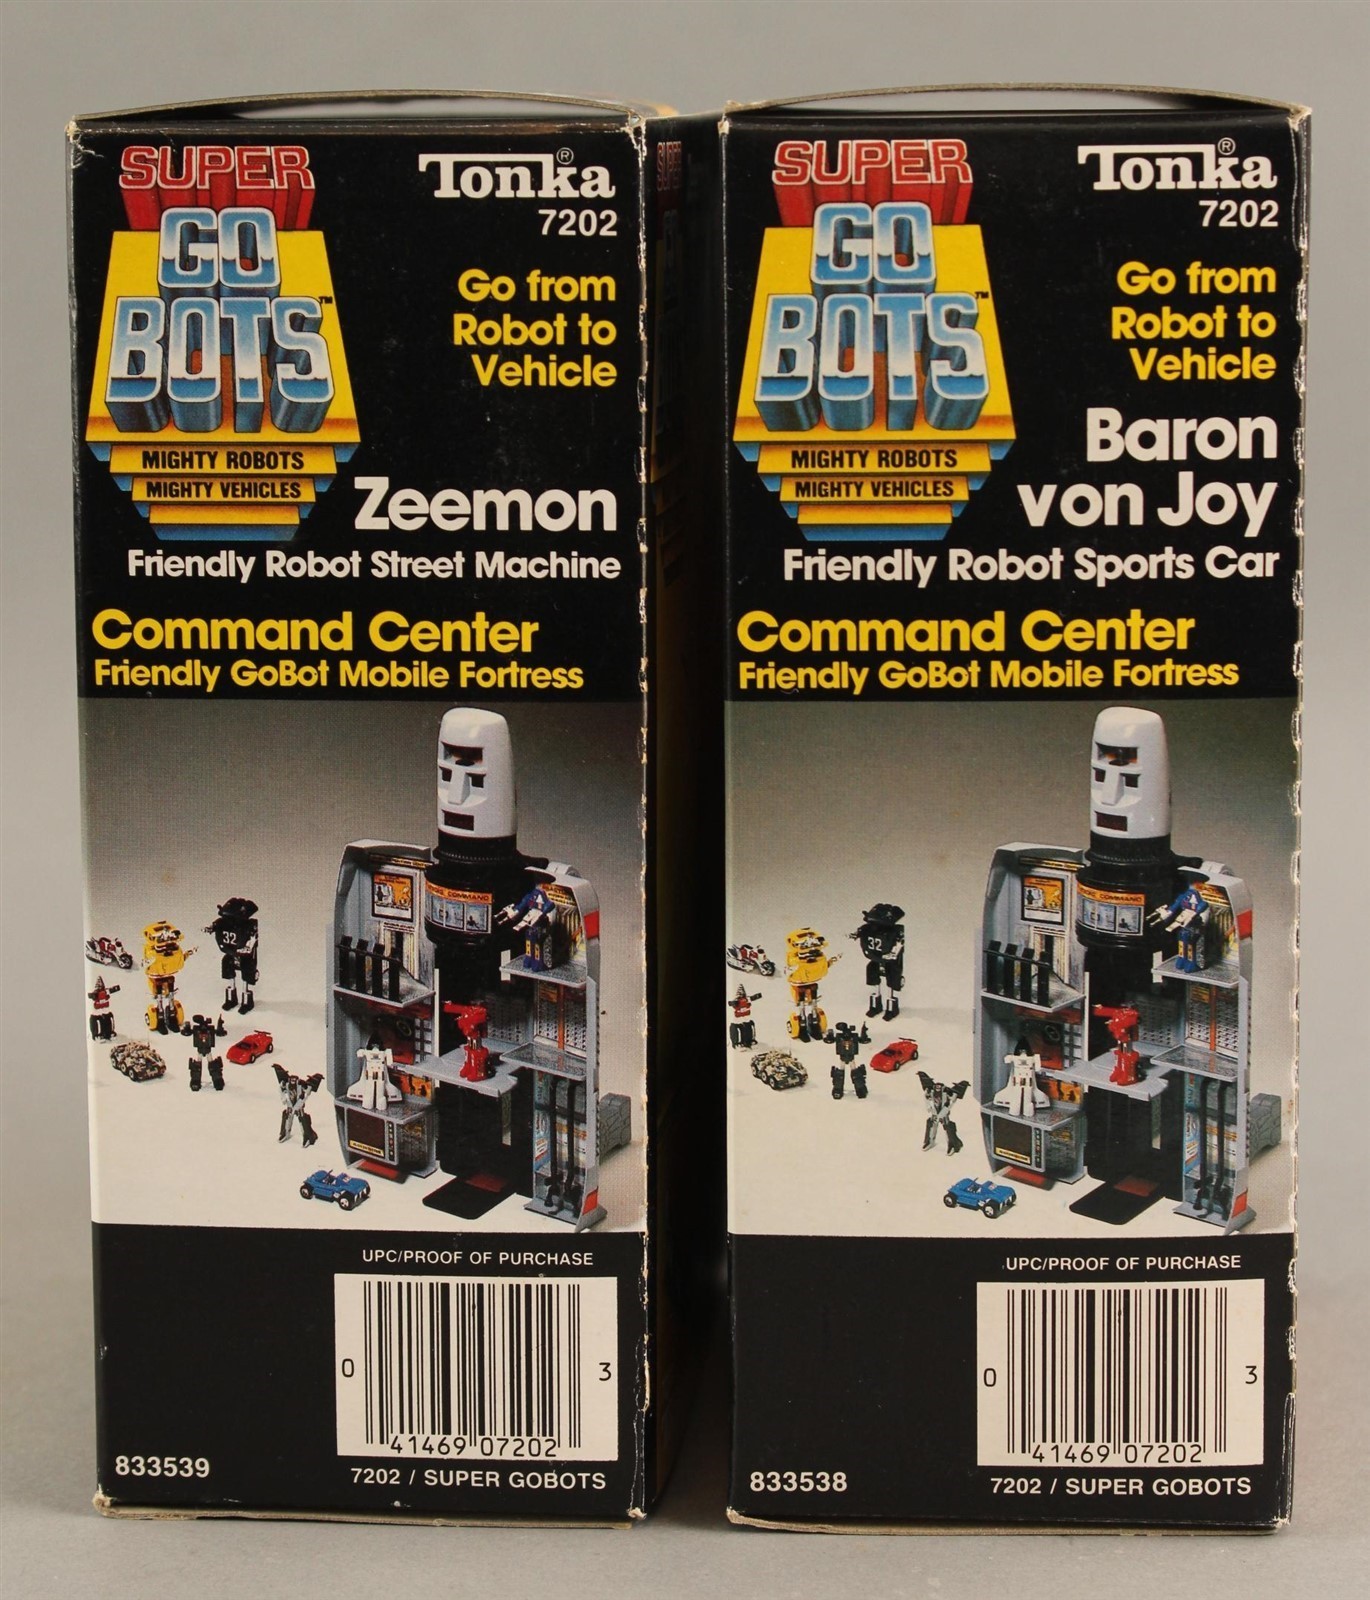 SUPER
GO
BOTS™
MIGHTY ROBOTS
MIGHTY VEHICLES
Tonka®
7202
Go from
Robot to
Vehicle
Zeemon
Friendly Robot Street Machine
Command Center
Friendly GoBot Mobile Fortress
32
COMMAND
UPC/PROOF OF PURCHASE
0 41469 07202 3
833539
7202 / SUPER GOBOTS
SUPER
GO
BOTS™
MIGHTY ROBOTS
MIGHTY VEHICLES
Tonka®
7202
Go from
Robot to
Vehicle
Baron
von Joy
Friendly Robot Sports Car
Command Center
Friendly GoBot Mobile Fortress
32
COMMAND
UPC/PROOF OF PURCHASE
0 41469 07202 3
833538
7202 / SUPER GOBOTS